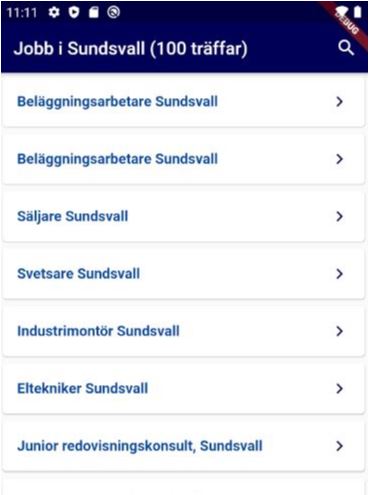 11:11
DEBUG
Jobb i Sundsvall (100 träffar)
Beläggningsarbetare Sundsvall
Beläggningsarbetare Sundsvall
Säljare Sundsvall
Svetsare Sundsvall
Industrimontör Sundsvall
Eltekniker Sundsvall
Junior redovisningskonsult, Sundsvall